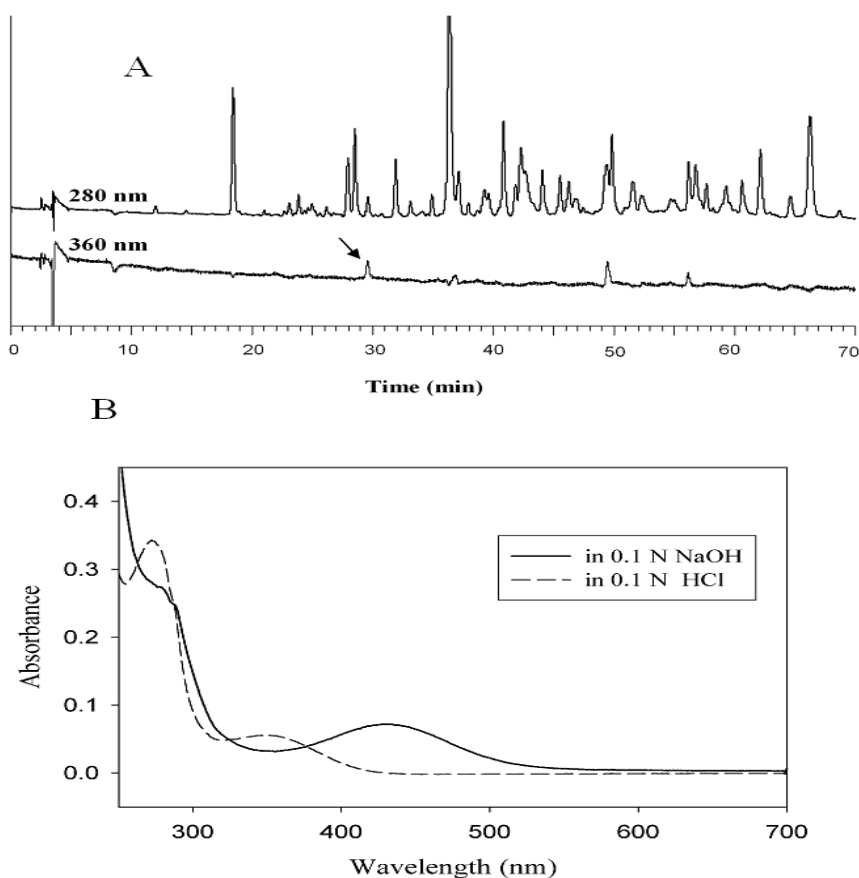 A
280 nm
360 nm
0 10 20 30 40 50 60 70
Time (min)
B
0.4
0.3
0.2
0.1
0.0
Absorbance
in 0.1 N NaOH
in 0.1 N HCl
300 400 500 600 700
Wavelength (nm)